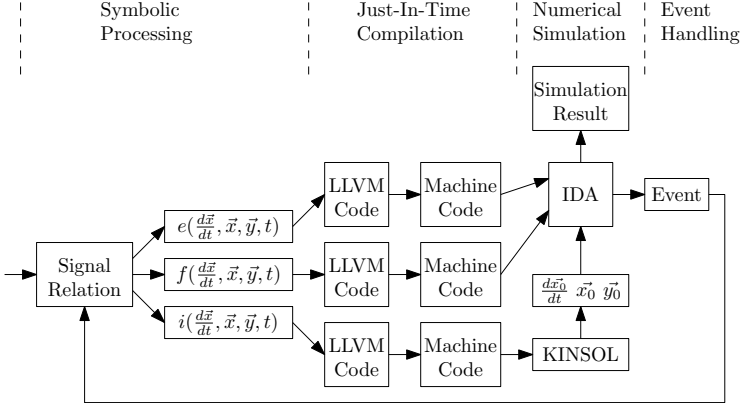 Symbolic
Processing
Just-In-Time
Compilation
Numerical
Simulation
Event
Handling
Simulation
Result
LLVM
Code
Machine
Code
IDA
Event
e(dx⃗/dt, x⃗, y⃗, t)
Signal
Relation
f(dx⃗/dt, x⃗, y⃗, t)
LLVM
Code
Machine
Code
dx⃗₀/dt x⃗₀ y⃗₀
i(dx⃗/dt, x⃗, y⃗, t)
LLVM
Code
Machine
Code
KINSOL